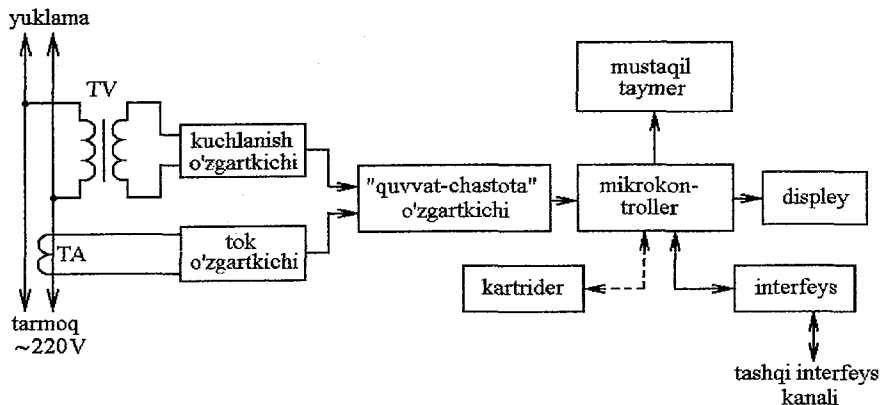 yuklama
TV
TA
tarmoq
~220V
kuchlanish
o'zgartkichi
tok
o'zgartkichi
"quvvat-chastota"
o'zgartkichi
mustaqil
taymer
mikrokon-
troller
displey
kartrider
interfeys
tashqi interfeys
kanali